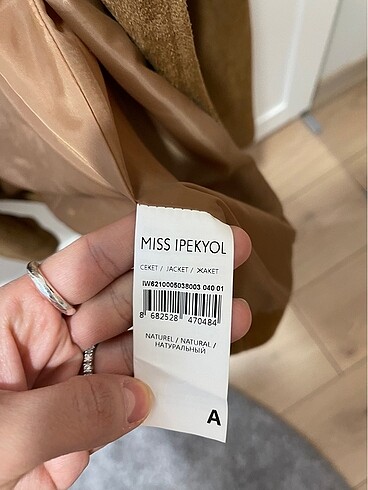 MISS IPEKYOL
CEKET / JACKET / ЖАКЕТ
IW6210005038003 040 01
8 682528 470484
NATUREL / NATURAL /
НАТУРАЛЬНЫЙ
A